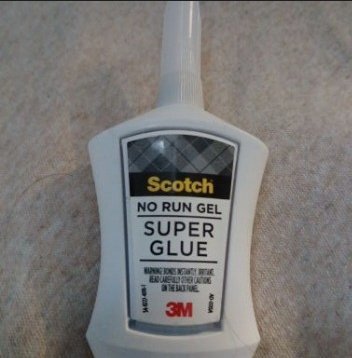 Scotch
NO RUN GEL
SUPER
GLUE
WARNING: BONDS INSTANTLY. IRRITANT.
READ CAREFULLY OTHER CAUTIONS
ON THE BACK PANEL.
3M